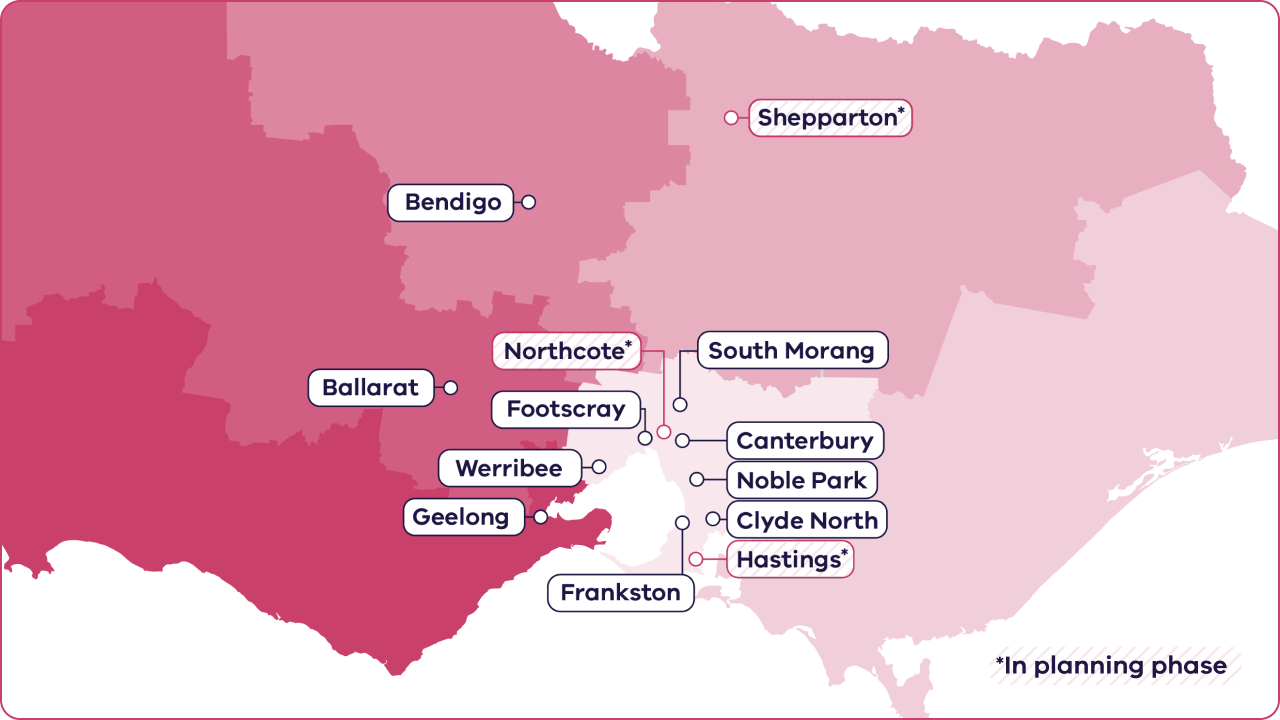 Shepparton*
Bendigo
Northcote*
South Morang
Ballarat
Footscray
Canterbury
Werribee
Noble Park
Geelong
Clyde North
Hastings*
Frankston
*In planning phase